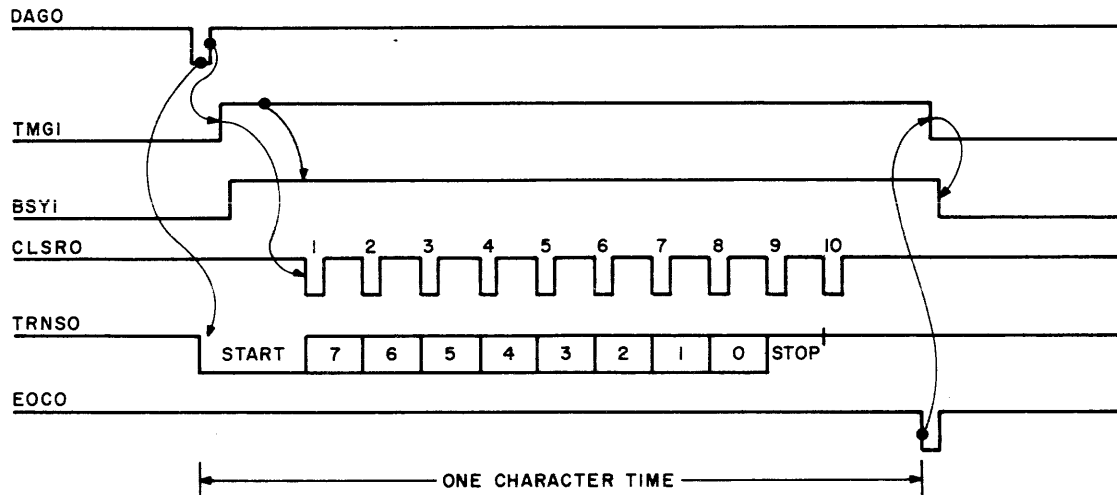 DAGO
TMGI
BSYI
CLSRO
1 2 3 4 5 6 7 8 9 10
TRNSO
START 7 6 5 4 3 2 1 0 STOP
EOCO
ONE CHARACTER TIME